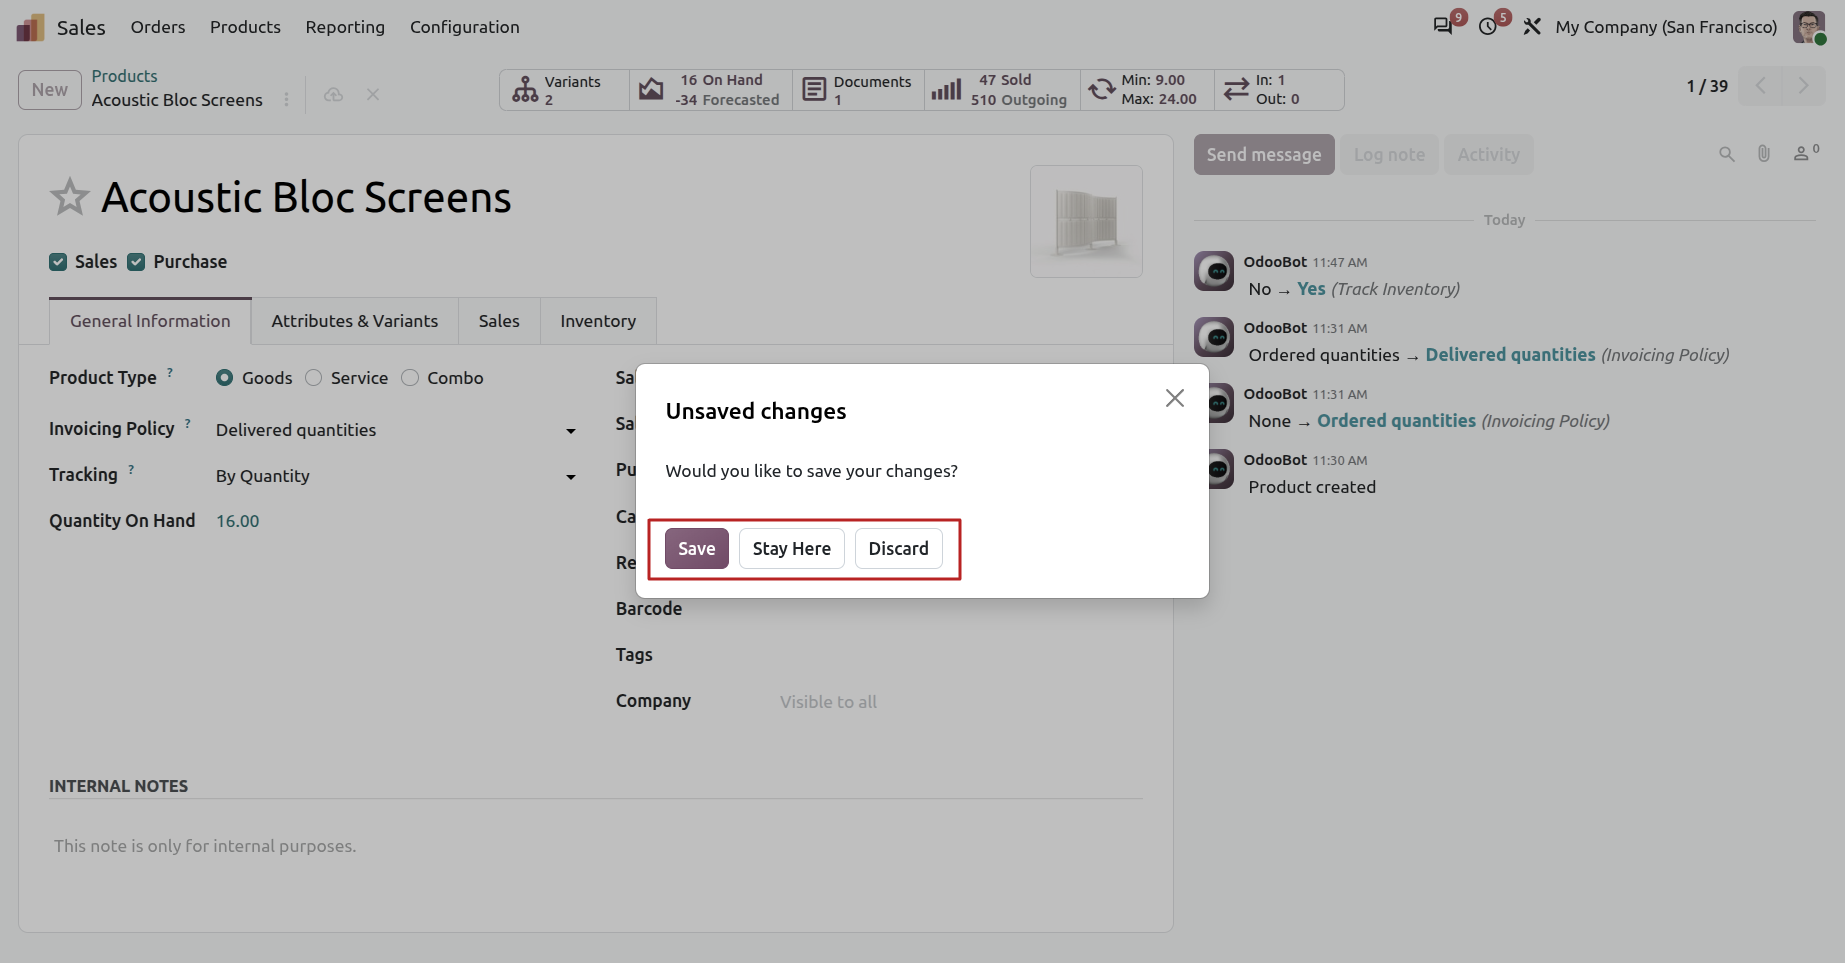 Sales Orders Products Reporting Configuration 9 5 My Company (San Francisco)
New Products
Acoustic Bloc Screens
Variants 2
16 On Hand
-34 Forecasted
Documents 1
47 Sold
510 Outgoing
Min: 9.00
Max: 24.00
In: 1
Out: 0
1 / 39
Acoustic Bloc Screens
Sales Purchase
General Information Attributes & Variants Sales Inventory
Product Type ? Goods Service Combo
Invoicing Policy ? Delivered quantities
Tracking ? By Quantity
Quantity On Hand 16.00
Sa
Sa
Pu
Ca
Re
Barcode
Tags
Company Visible to all
INTERNAL NOTES
This note is only for internal purposes.
Unsaved changes
Would you like to save your changes?
Save Stay Here Discard
Send message Log note Activity 0
Today
OdooBot 11:47 AM
No → Yes (Track Inventory)
OdooBot 11:31 AM
Ordered quantities → Delivered quantities (Invoicing Policy)
OdooBot 11:31 AM
None → Ordered quantities (Invoicing Policy)
OdooBot 11:30 AM
Product created